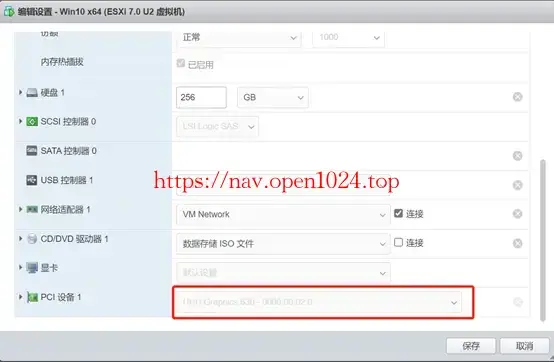 编辑设置 - Win10 x64 (ESXi 7.0 U2 虚拟机)
份额
正常
1000
内存热插拔
已启用
硬盘 1
256
GB
SCSI 控制器 0
LSI Logic SAS
SATA 控制器 0
USB 控制器 1
https://nav.open1024.top
网络适配器 1
VM Network
连接
CD/DVD 驱动器 1
数据存储 ISO 文件
连接
显卡
默认设置
PCI 设备 1
UHD Graphics 630 - 0000:00:02.0
保存
取消